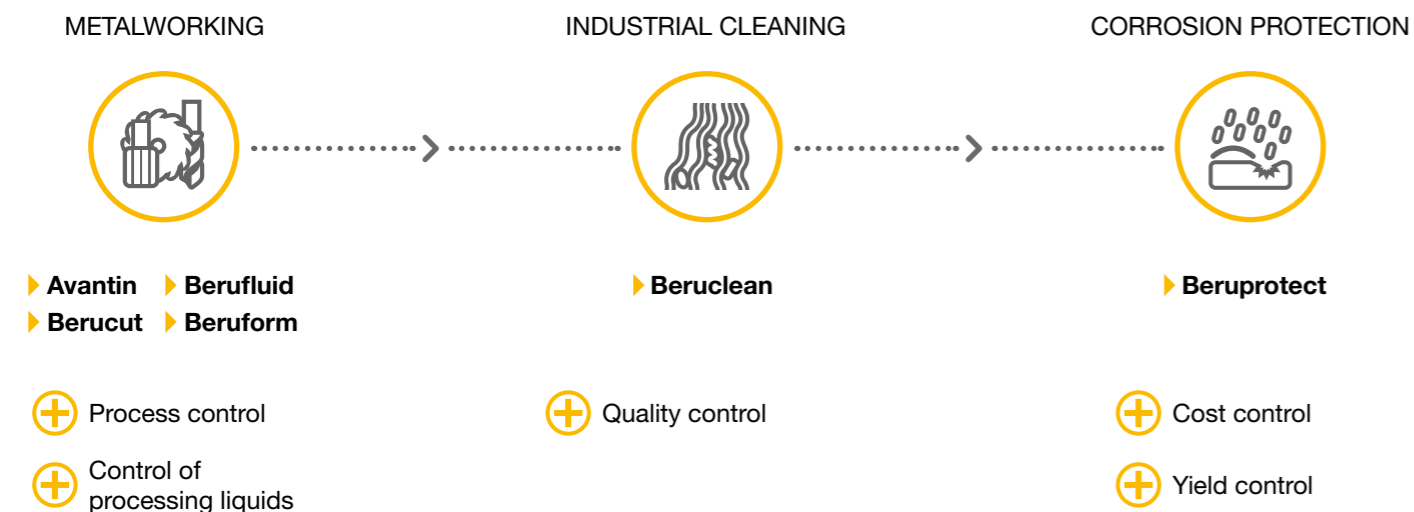 METALWORKING
INDUSTRIAL CLEANING
CORROSION PROTECTION
Avantin
Berufluid
Berucut
Beruform
Beruclean
Beruprotect
Process control
Quality control
Cost control
Control of
processing liquids
Yield control